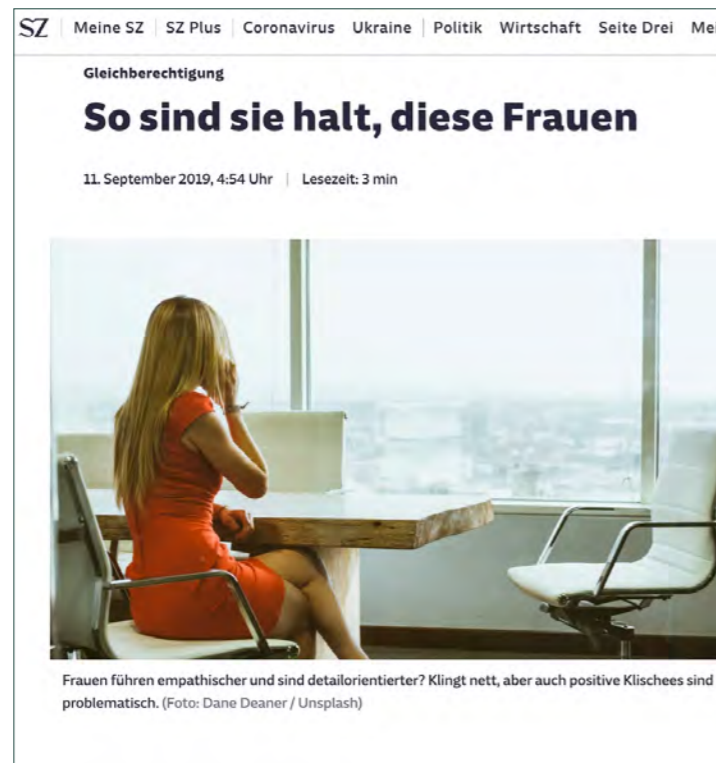 SZ Meine SZ SZ Plus Coronavirus Ukraine Politik Wirtschaft Seite Drei
Gleichberechtigung
So sind sie halt, diese Frauen
11. September 2019, 4:54 Uhr | Lesezeit: 3 min
Frauen führen empathischer und sind detailorientierter? Klingt nett, aber auch positive Klischees sind
problematisch. (Foto: Dane Deaner / Unsplash)